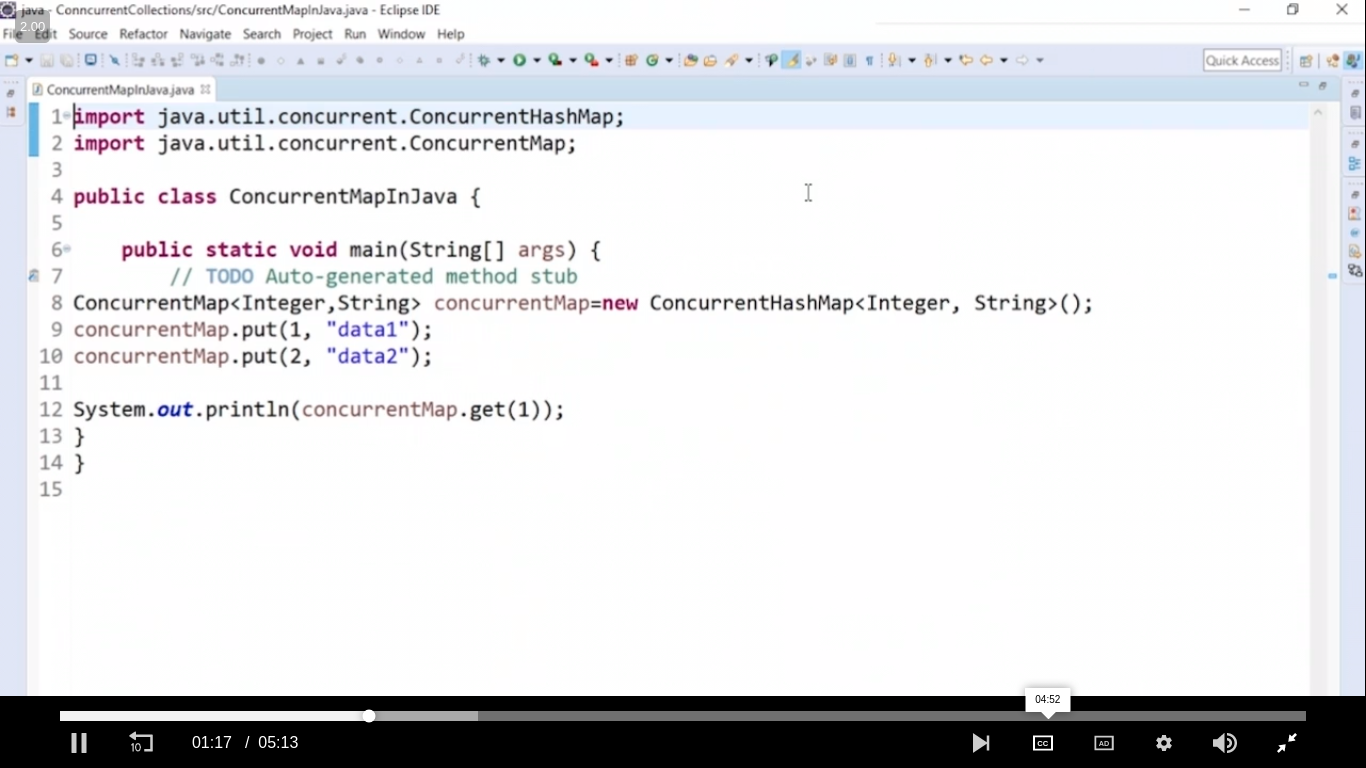 java - ConncurrentCollections/src/ConcurrentMapInJava.java - Eclipse IDE
2.00
File Edit Source Refactor Navigate Search Project Run Window Help
Quick Access
ConcurrentMapInJava.java
1 import java.util.concurrent.ConcurrentHashMap;
2 import java.util.concurrent.ConcurrentMap;
3
4 public class ConcurrentMapInJava {
5
6 public static void main(String[] args) {
7 // TODO Auto-generated method stub
8 ConcurrentMap<Integer,String> concurrentMap=new ConcurrentHashMap<Integer, String>();
9 concurrentMap.put(1, "data1");
10 concurrentMap.put(2, "data2");
11
12 System.out.println(concurrentMap.get(1));
13 }
14 }
15
04:52
10 01:17 / 05:13 CC AD